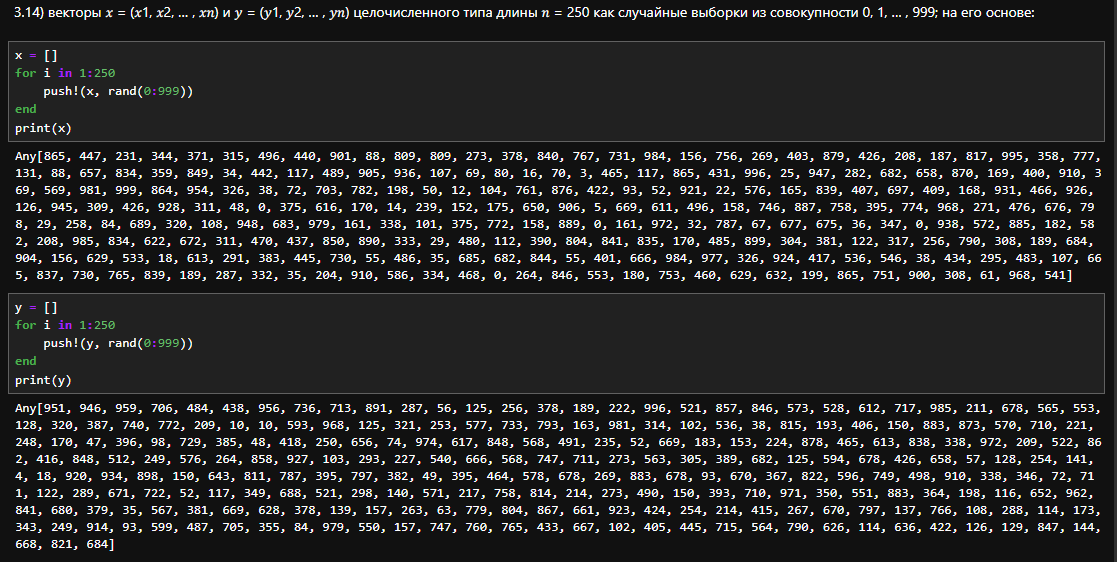 3.14) векторы x = (x1, x2, ... , xn) и y = (y1, y2, ... , yn) целочисленного типа длины n = 250 как случайные выборки из совокупности 0, 1, ... , 999; на его основе:
x = []
for i in 1:250
    push!(x, rand(0:999))
end
print(x)
Any[865, 447, 231, 344, 371, 315, 496, 440, 901, 88, 809, 809, 273, 378, 840, 767, 731, 984, 156, 756, 269, 403, 879, 426, 208, 187, 817, 995, 358, 777,
131, 88, 657, 834, 359, 849, 34, 442, 117, 489, 905, 936, 107, 69, 80, 16, 70, 3, 465, 117, 865, 431, 996, 25, 947, 282, 682, 658, 870, 169, 400, 910, 3
69, 569, 981, 999, 864, 954, 326, 38, 72, 703, 782, 198, 50, 12, 104, 761, 876, 422, 93, 52, 921, 22, 576, 165, 839, 407, 697, 409, 168, 931, 466, 926,
126, 945, 309, 426, 928, 311, 48, 0, 375, 616, 170, 14, 239, 152, 175, 650, 906, 5, 669, 611, 496, 158, 746, 887, 758, 395, 774, 968, 271, 476, 676, 79
8, 29, 258, 84, 689, 320, 108, 948, 683, 979, 161, 338, 101, 375, 772, 158, 889, 0, 161, 972, 32, 787, 67, 677, 675, 36, 347, 0, 938, 572, 885, 182, 58
2, 208, 985, 834, 622, 672, 311, 470, 437, 850, 890, 333, 29, 480, 112, 390, 804, 841, 835, 170, 485, 899, 304, 381, 122, 317, 256, 790, 308, 189, 684,
904, 156, 629, 533, 18, 613, 291, 383, 445, 730, 55, 486, 35, 685, 682, 844, 55, 401, 666, 984, 977, 326, 924, 417, 536, 546, 38, 434, 295, 483, 107, 66
5, 837, 730, 765, 839, 189, 287, 332, 35, 204, 910, 586, 334, 468, 0, 264, 846, 553, 180, 753, 460, 629, 632, 199, 865, 751, 900, 308, 61, 968, 541]
y = []
for i in 1:250
    push!(y, rand(0:999))
end
print(y)
Any[951, 946, 959, 706, 484, 438, 956, 736, 713, 891, 287, 56, 125, 256, 378, 189, 222, 996, 521, 857, 846, 573, 528, 612, 717, 985, 211, 678, 565, 553,
128, 320, 387, 740, 772, 209, 10, 10, 593, 968, 125, 321, 253, 577, 733, 793, 163, 981, 314, 102, 536, 38, 815, 193, 406, 150, 883, 873, 570, 710, 221,
248, 170, 47, 396, 98, 729, 385, 48, 418, 250, 656, 74, 974, 617, 848, 568, 491, 235, 52, 669, 183, 153, 224, 878, 465, 613, 838, 338, 972, 209, 522, 86
2, 416, 848, 512, 249, 576, 264, 858, 927, 103, 293, 227, 540, 666, 568, 747, 711, 273, 563, 305, 389, 682, 125, 594, 678, 426, 658, 57, 128, 254, 141,
4, 18, 920, 934, 898, 150, 643, 811, 787, 395, 797, 382, 49, 395, 464, 578, 678, 269, 883, 678, 93, 670, 367, 822, 596, 749, 498, 910, 338, 346, 72, 71
1, 122, 289, 671, 722, 52, 117, 349, 688, 521, 298, 140, 571, 217, 758, 814, 214, 273, 490, 150, 393, 710, 971, 350, 551, 883, 364, 198, 116, 652, 962,
841, 680, 379, 35, 567, 381, 669, 628, 378, 139, 157, 263, 63, 779, 804, 867, 661, 923, 424, 254, 214, 415, 267, 670, 797, 137, 766, 108, 288, 114, 173,
343, 249, 914, 93, 599, 487, 705, 355, 84, 979, 550, 157, 747, 760, 765, 433, 667, 102, 405, 445, 715, 564, 790, 626, 114, 636, 422, 126, 129, 847, 144,
668, 821, 684]